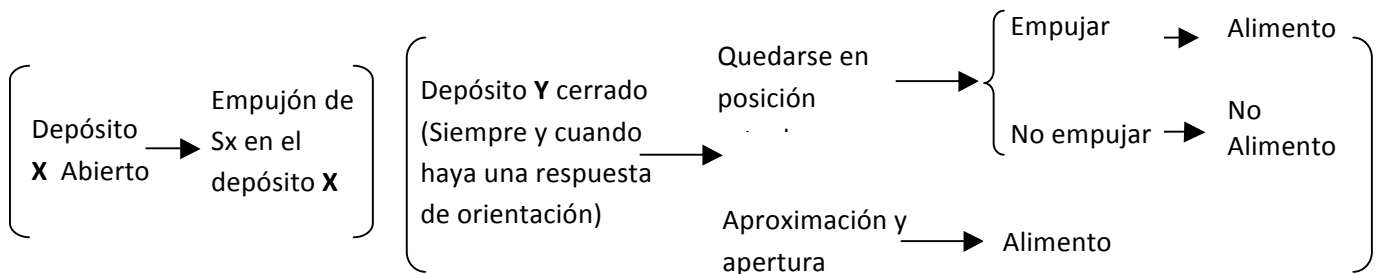 Depósito
X Abierto
Empujón de
Sx en el
depósito X
Depósito Y cerrado
(Siempre y cuando
haya una respuesta
de orientación)
Quedarse en
posición
Empujar
Alimento
No empujar
No
Alimento
Aproximación y
apertura
Alimento